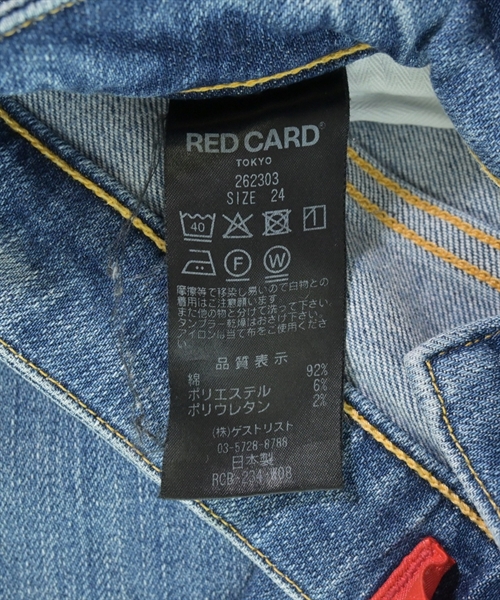 RED CARD®
TOKYO
262303
SIZE 24
40
F W
摩擦等で移染し易いので白物との
着用はご注意願います
また他の物と分けて洗って下さい。
タンブラー乾燥はおさけ下さい。
アイロンは当て布をご使用くださ
い。
品質表示
綿 92%
ポリエステル 6%
ポリウレタン 2%
(株)ゲストリスト
03-5728-8788
日本製